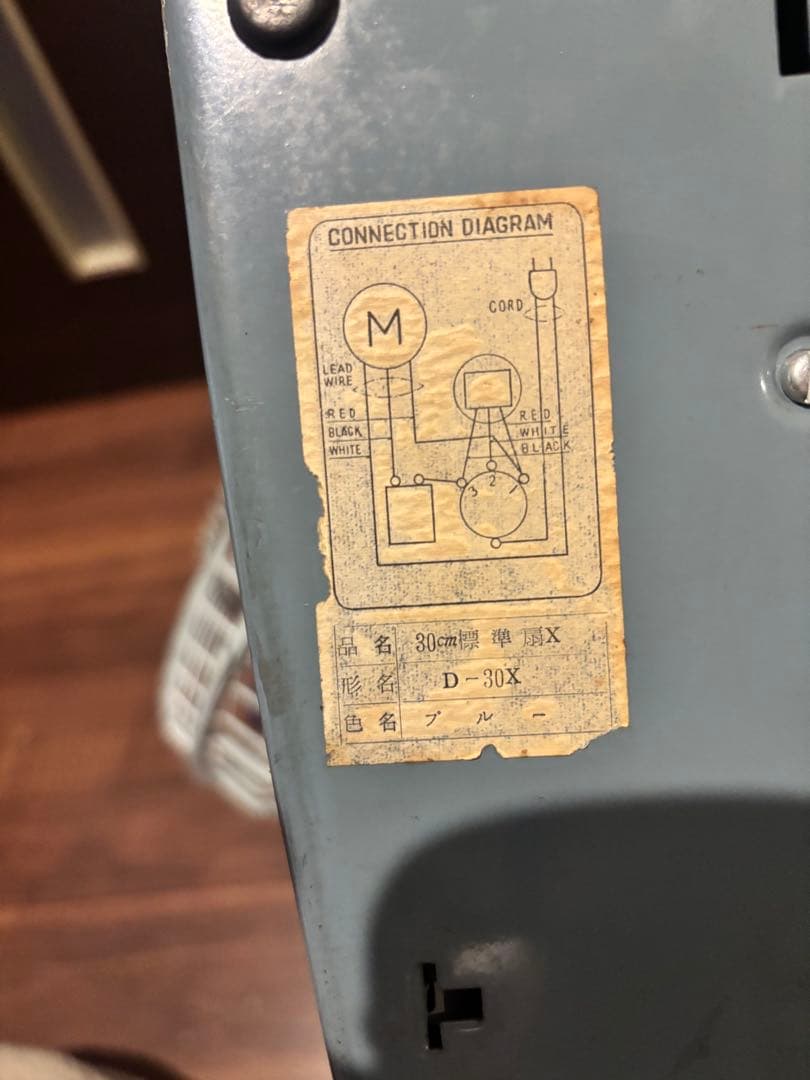 CONNECTION DIAGRAM
CORD
M
LEAD
WIRE
RED
BLACK
WHITE
RED
WHITE
BLACK
3 2 1
品名 30cm標準扇X
形名 D-30X
色名 ブルー